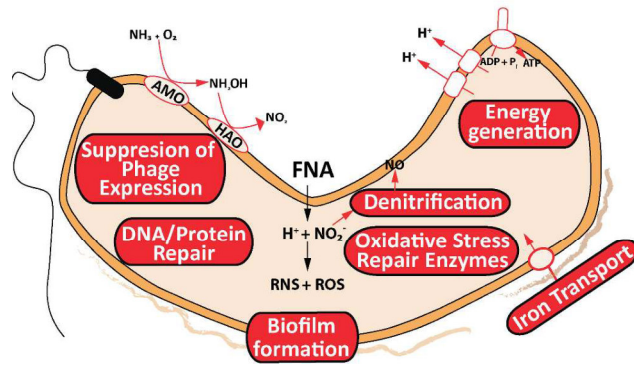 NH₃ + O₂
AMO
NH₂OH
HAO
NO₂
H⁺
H⁺
ADP + Pᵢ
ATP
Energy
generation
Suppresion of
Phage
Expression
FNA
NO
Denitrification
DNA/Protein
Repair
H⁺ + NO₂⁻
Oxidative Stress
Repair Enzymes
RNS + ROS
Iron Transport
Biofilm
formation